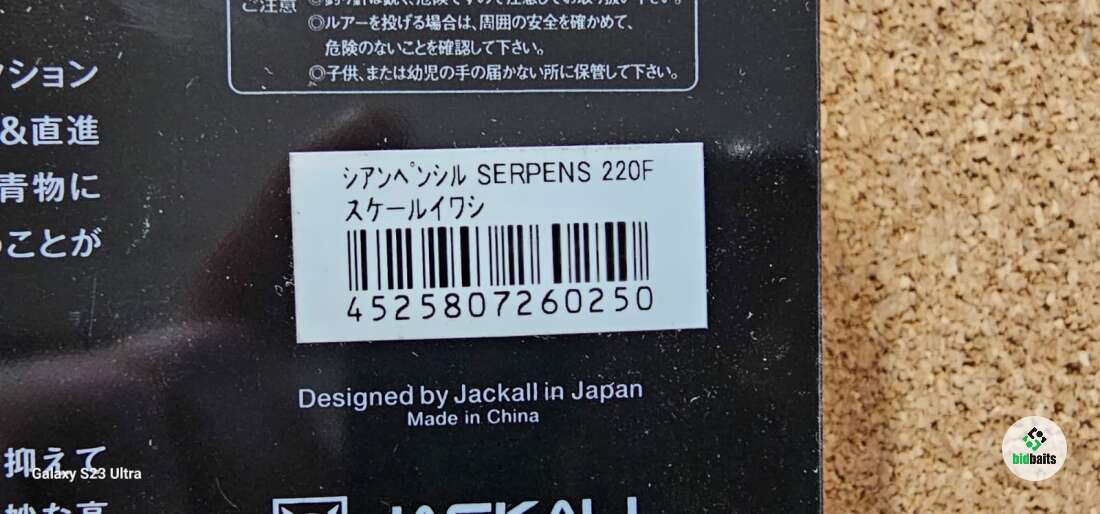 ご注意
◎ルアーを投げる場合は、周囲の安全を確かめて、
危険のないことを確認して下さい。
◎子供、または幼児の手の届かない所に保管して下さい。
クション
&直進
青物に
ことが
シアンペンシル SERPENS 220F
スケールイワシ
4525807260250
Designed by Jackall in Japan
Made in China
抑えて
Galaxy S23 Ultra
JACKALL
bidbaits